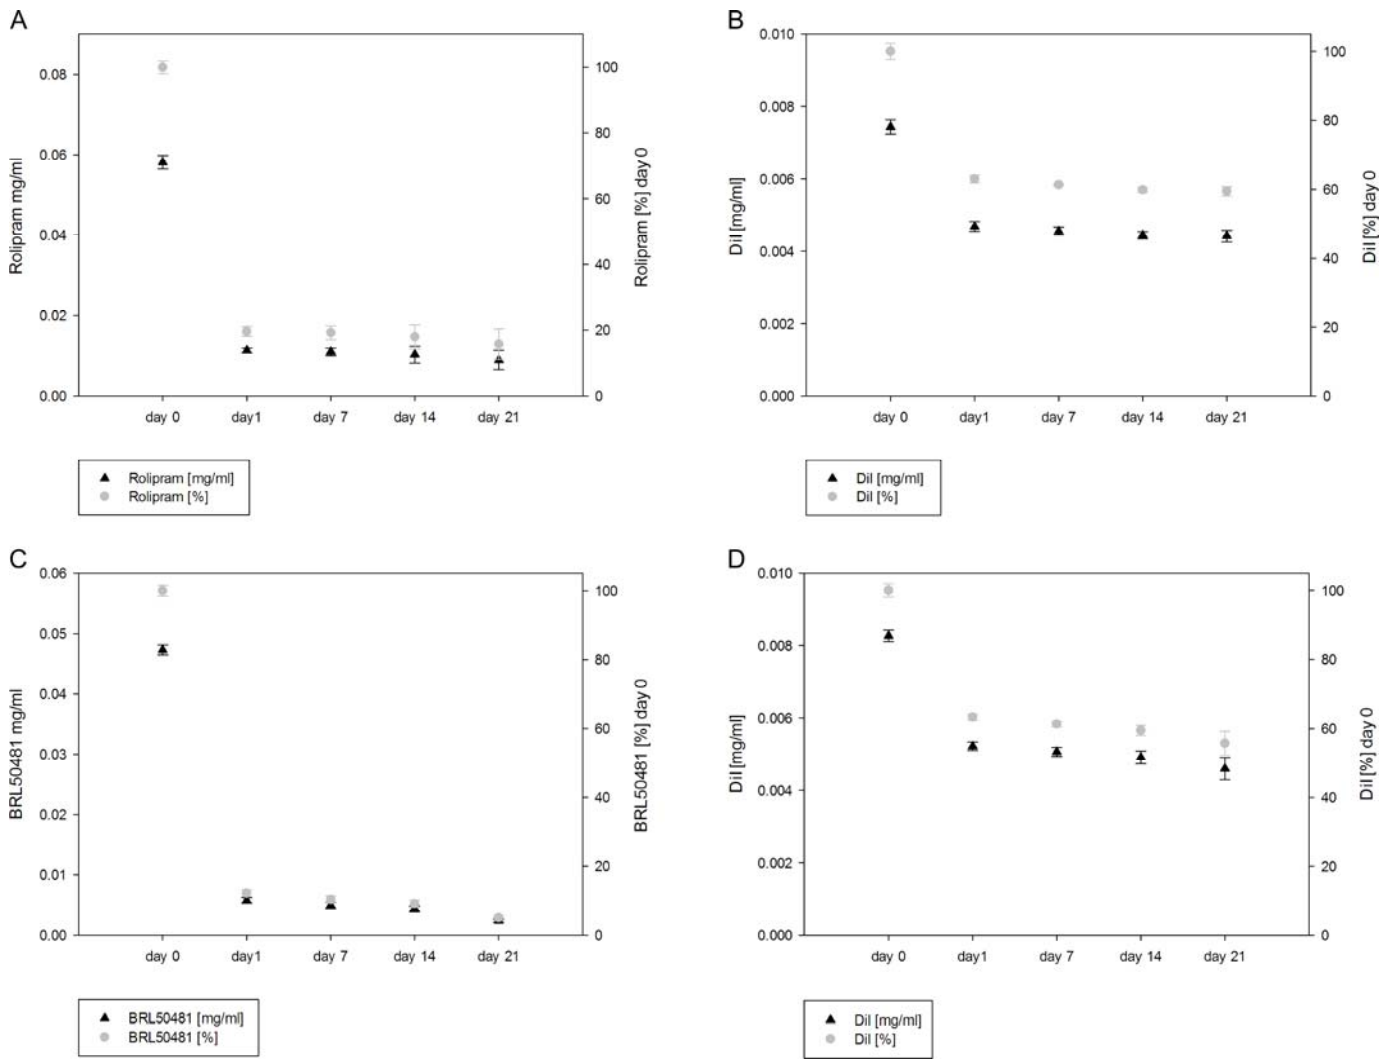 A
Rolipram mg/ml
0.08
0.06
0.04
0.02
0.00
100
80
60
40
20
0
Rolipram [%] day 0
day 0 day1 day 7 day 14 day 21
Rolipram [mg/ml]
Rolipram [%]
B
DiI [mg/ml]
0.010
0.008
0.006
0.004
0.002
0.000
100
80
60
40
20
0
DiI [%] day 0
day 0 day1 day 7 day 14 day 21
DiI [mg/ml]
DiI [%]
C
BRL50481 mg/ml
0.06
0.05
0.04
0.03
0.02
0.01
0.00
100
80
60
40
20
0
BRL50481 [%] day 0
day 0 day1 day 7 day 14 day 21
BRL50481 [mg/ml]
BRL50481 [%]
D
DiI [mg/ml]
0.010
0.008
0.006
0.004
0.002
0.000
100
80
60
40
20
0
DiI [%] day 0
day 0 day1 day 7 day 14 day 21
DiI [mg/ml]
DiI [%]